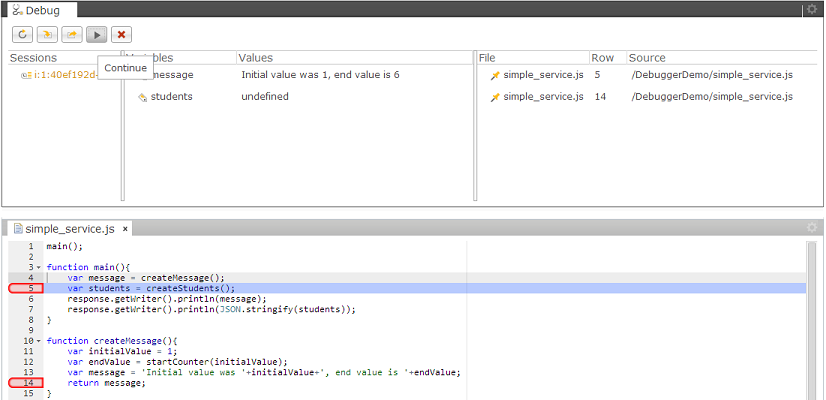 Debug
Sessions Variables Values File Row Source
i:1:40ef192d- Continue message Initial value was 1, end value is 6 simple_service.js 5 /DebuggerDemo/simple_service.js
students undefined simple_service.js 14 /DebuggerDemo/simple_service.js
simple_service.js ×
1 main();
2
3 function main(){
4 var message = createMessage();
5 var students = createStudents();
6 response.getWriter().println(message);
7 response.getWriter().println(JSON.stringify(students));
8 }
9
10 function createMessage(){
11 var initialValue = 1;
12 var endValue = startCounter(initialValue);
13 var message = 'Initial value was '+initialValue+', end value is '+endValue;
14 return message;
15 }